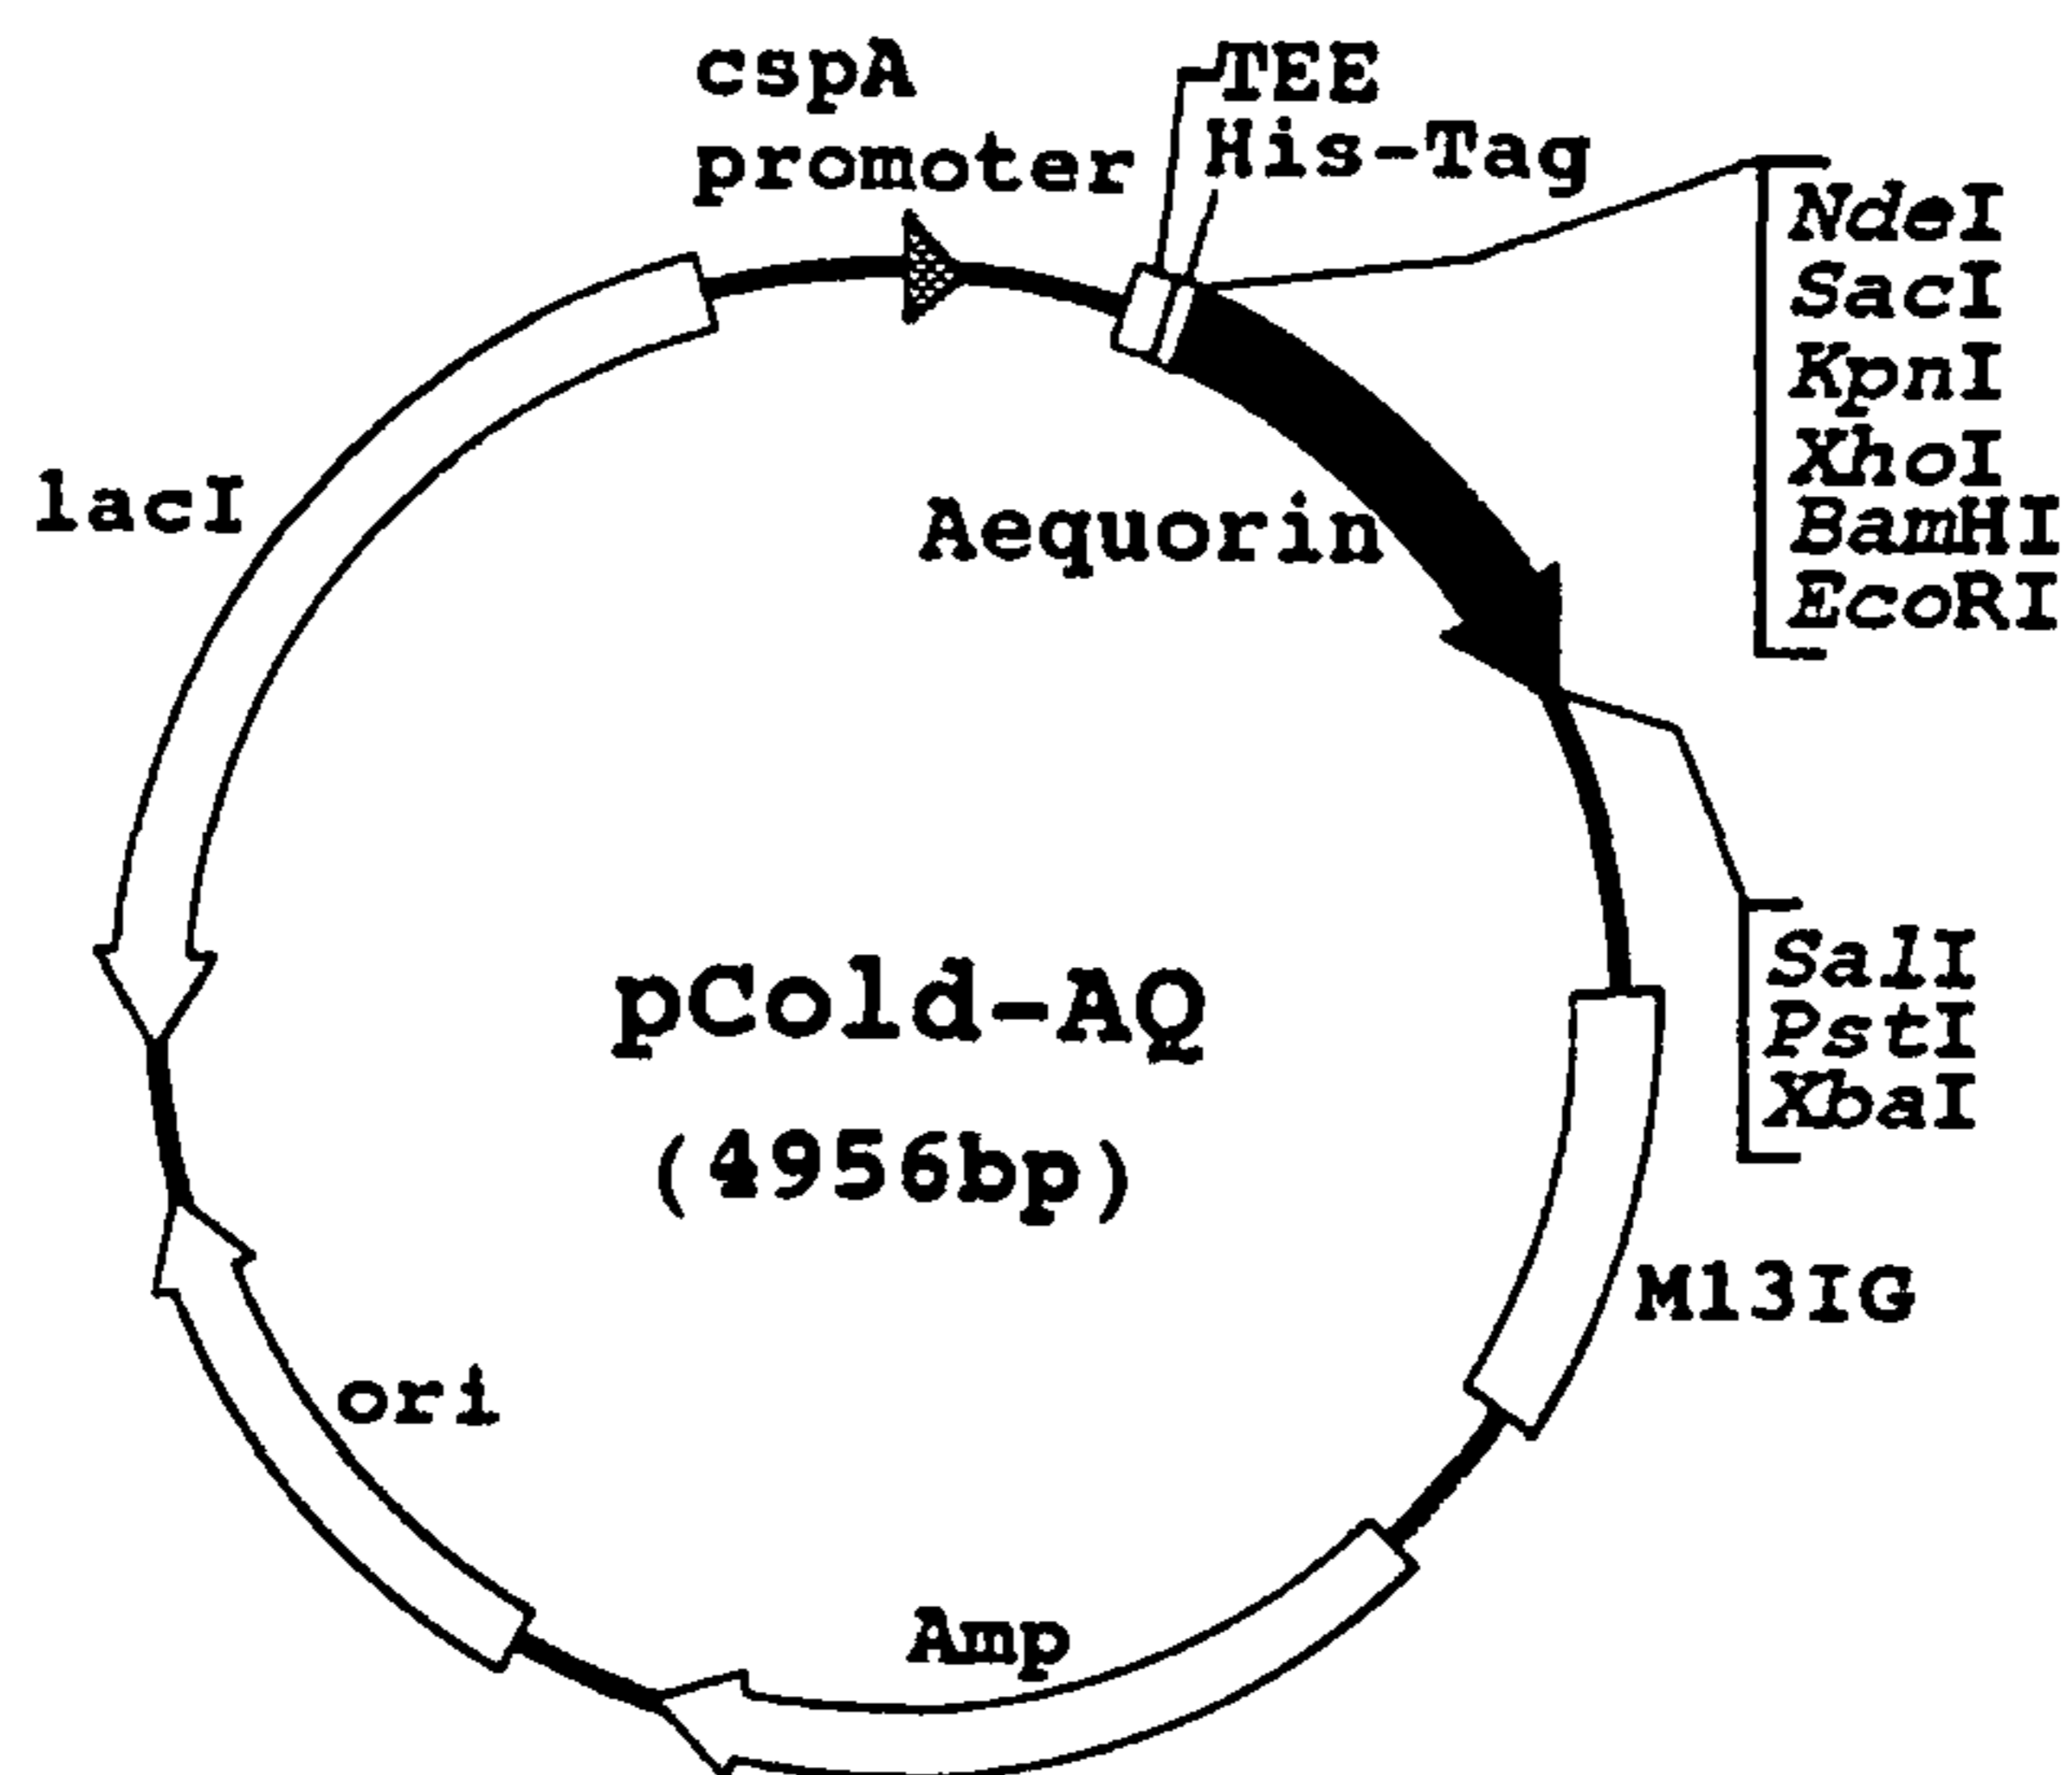 cspA
promoter
TEE
His-Tag
NdeI
SacI
KpnI
XhoI
BamHI
EcoRI
lacI
Aequorin
pCold-AQ
(4956bp)
SalI
PstI
XbaI
M13IG
ori
Amp